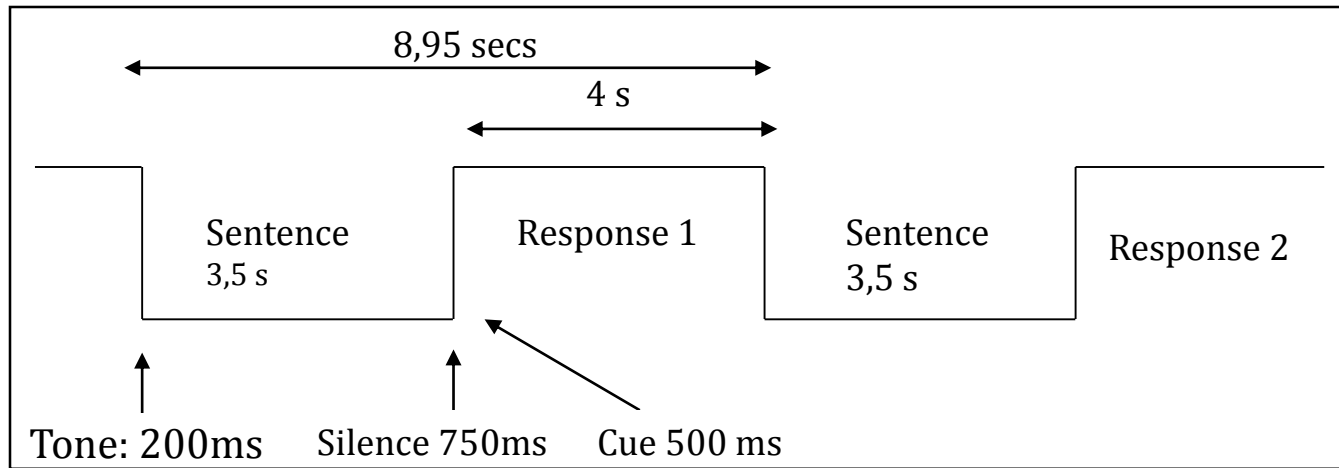 8,95 secs
4 s
Sentence
3,5 s
Response 1
Sentence
3,5 s
Response 2
Tone: 200ms
Silence 750ms
Cue 500 ms